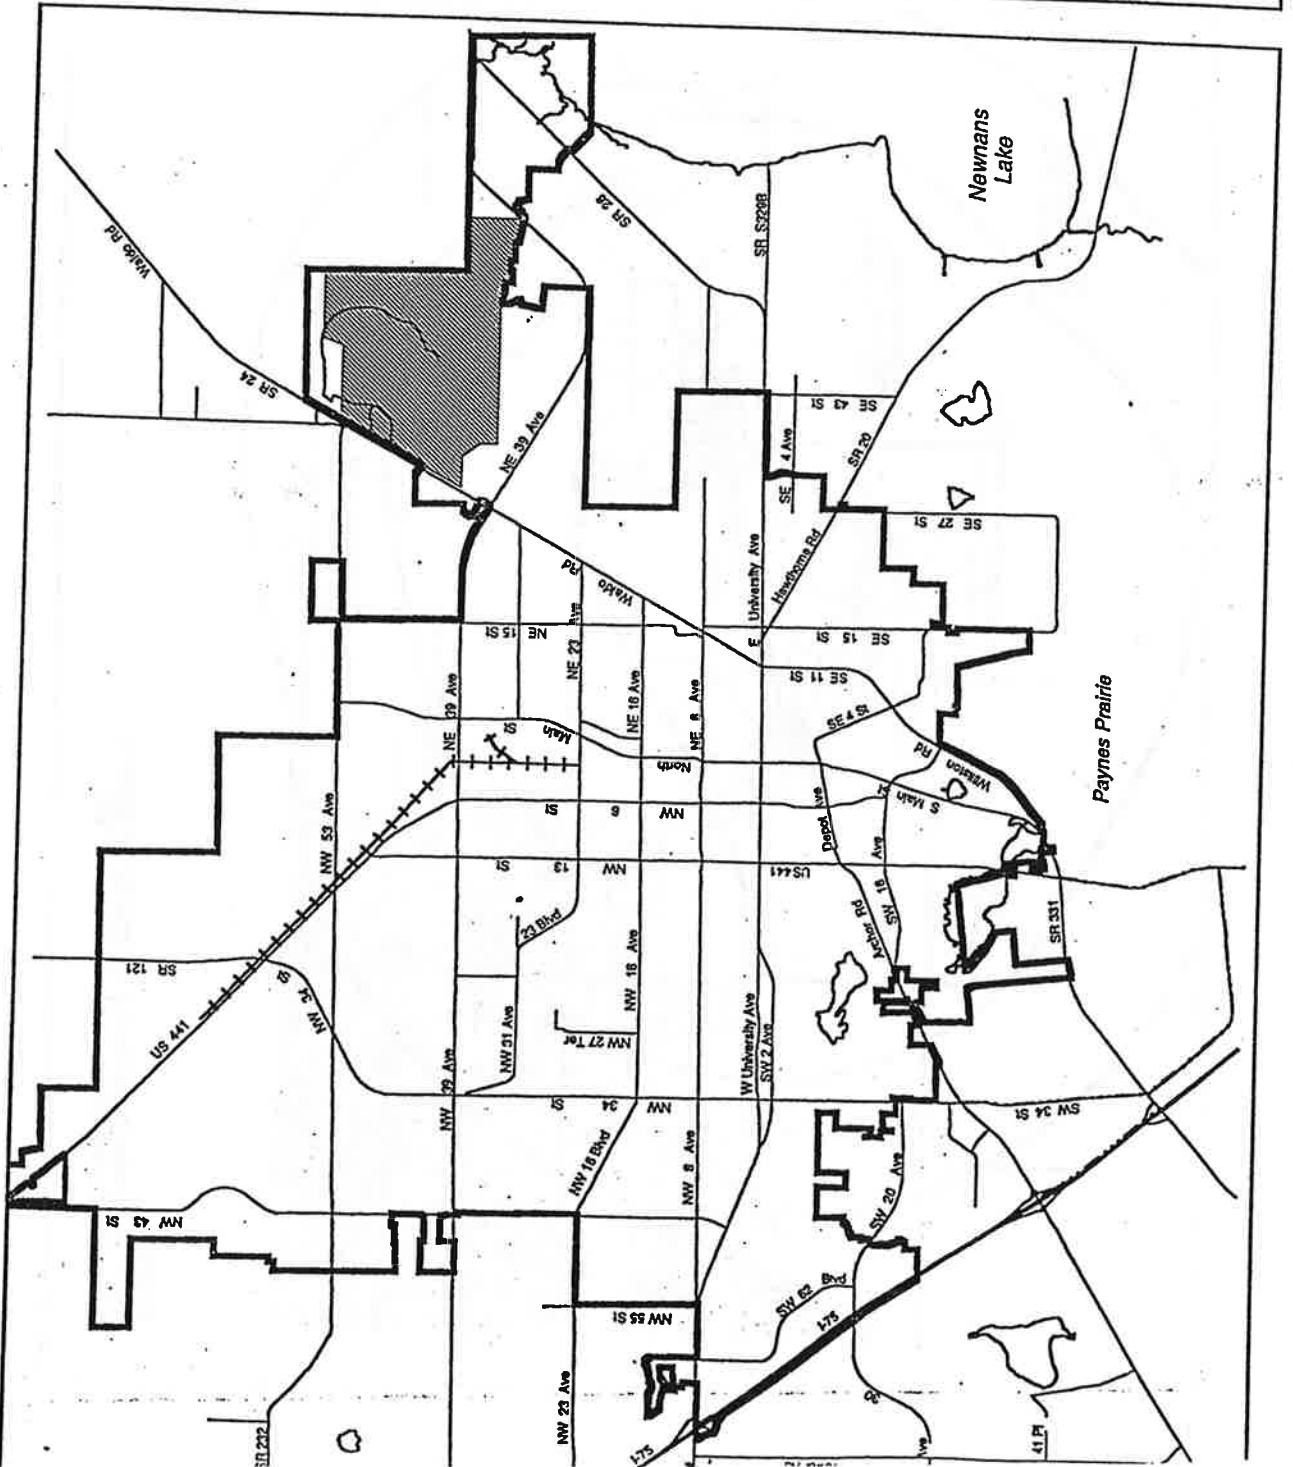 Newnans
Lake
Waldo Rd
SR 26
SR S329B
SR 24
NE 39 Ave
SE 43 St
SE 4 Ave
SR 20
SE 27 St
Waldo Rd
E University Ave
Hawthorne Rd
NE 15 St
NE 23 Ave
SE 15 St
SE 11 St
NE 39 Ave
NE 16 Ave
NE 8 Ave
SE 4 St
Paynes Prairie
North Main St
Williston Rd
S Main St
NW 53 Ave
NW 6 St
Depot Ave
NW 13 St
US 441
SW 16 Ave
Archer Rd
23 Blvd
SR 331
SR 121
NW 34 St
US 441
NW 16 Ave
NW 31 Ave
NW 27 Ter
W University Ave
SW 2 Ave
NW 39 Ave
NW 34 St
SW 34 St
NW 16 Blvd
NW 8 Ave
SW 20 Ave
NW 43 St
SW 62 Blvd
I-75
NW 55 St
NW 23 Ave
SR 232
I-75
20 Ave
41 Pl